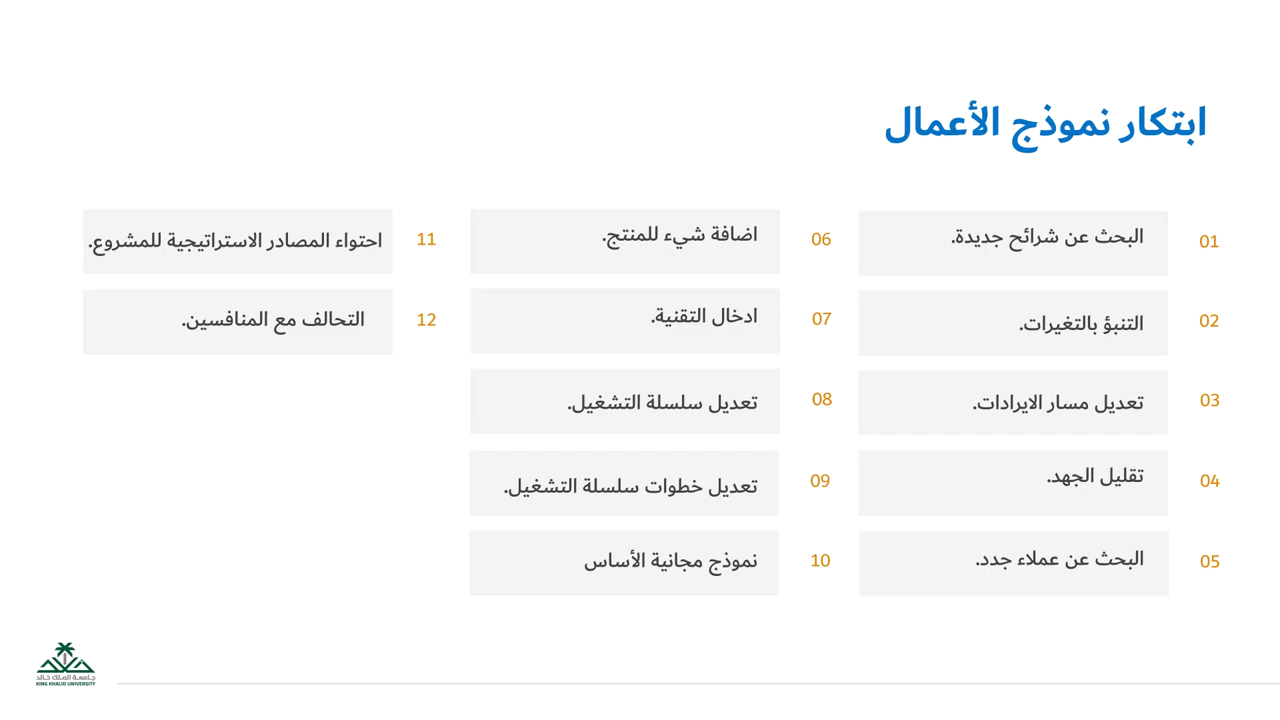 ابتكار نموذج الأعمال
01 البحث عن شرائح جديدة.
02 التنبؤ بالتغيرات.
03 تعديل مسار الايرادات.
04 تقليل الجهد.
05 البحث عن عملاء جدد.
06 اضافة شيء للمنتج.
07 ادخال التقنية.
08 تعديل سلسلة التشغيل.
09 تعديل خطوات سلسلة التشغيل.
10 نموذج مجانية الأساس
11 احتواء المصادر الاستراتيجية للمشروع.
12 التحالف مع المنافسين.
جامعة الملك خالد
KING KHALID UNIVERSITY